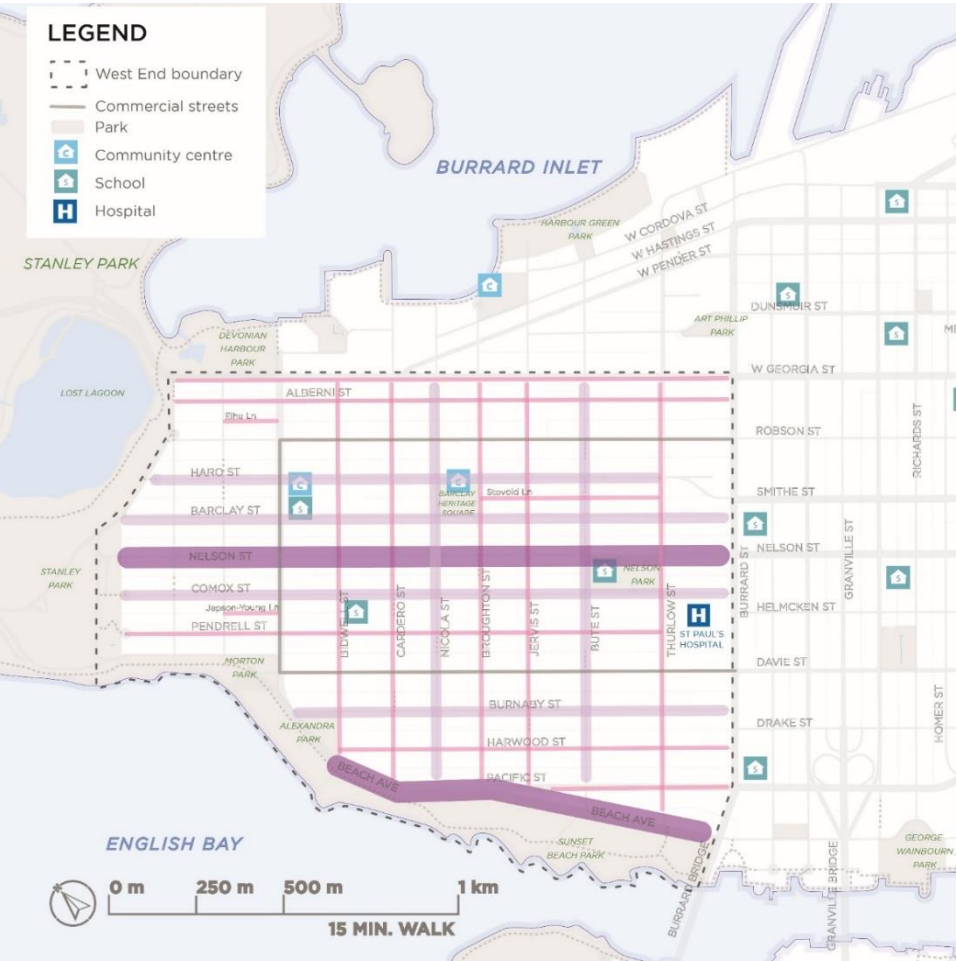 LEGEND
West End boundary
Commercial streets
Park
C
Community centre
S
School
H
Hospital
BURRARD INLET
STANLEY PARK
HARBOUR GREEN
PARK
W CORDOVA ST
W HASTINGS ST
W PENDER ST
S
C
S
DUNSMUIR ST
ART PHILLIP
PARK
S
DEVONIAN
HARBOUR
PARK
W GEORGIA ST
LOST LAGOON
ALBERNI ST
Eihu Ln
ROBSON ST
RICHARDS ST
HARO ST
C
C
BARCLAY
HERITAGE
SQUARE
Stovold Ln
SMITHE ST
BARCLAY ST
S
S
NELSON ST
NELSON ST
STANLEY
PARK
S
NELSON
PARK
S
COMOX ST
BURRARD ST
GRANVILLE ST
HELMCKEN ST
Jepson-Young Ln
S
PENDRELL ST
BIDWELL ST
CARDERO ST
NICOLA ST
BROUGHTON ST
JERVIS ST
BUTE ST
THURLOW ST
H
ST PAUL'S
HOSPITAL
MORTON
PARK
DAVIE ST
BURNABY ST
HOMER ST
ALEXANDRA
PARK
DRAKE ST
HARWOOD ST
BEACH AVE
PACIFIC ST
S
BEACH AVE
ENGLISH BAY
SUNSET
BEACH PARK
GEORGE
WAINBOURN
PARK
BURRARD BRIDGE
GRANVILLE BRIDGE
0 m 250 m 500 m 1 km
15 MIN. WALK